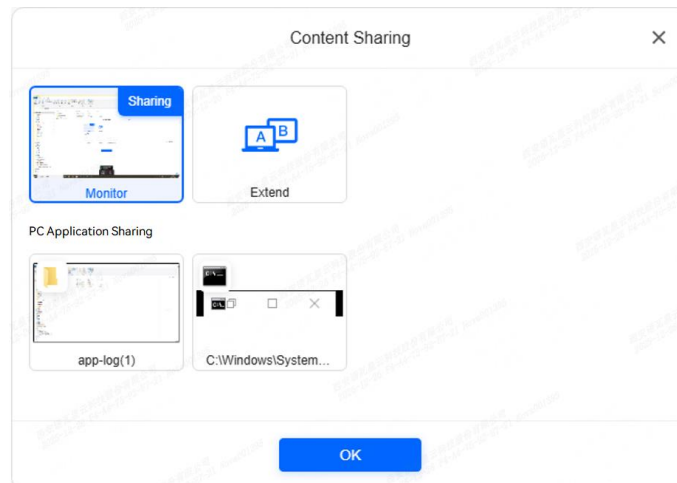 Content Sharing
Sharing
A B
Monitor
Extend
PC Application Sharing
C:\_
C:\_
app-log(1)
C:\Windows\System...
OK